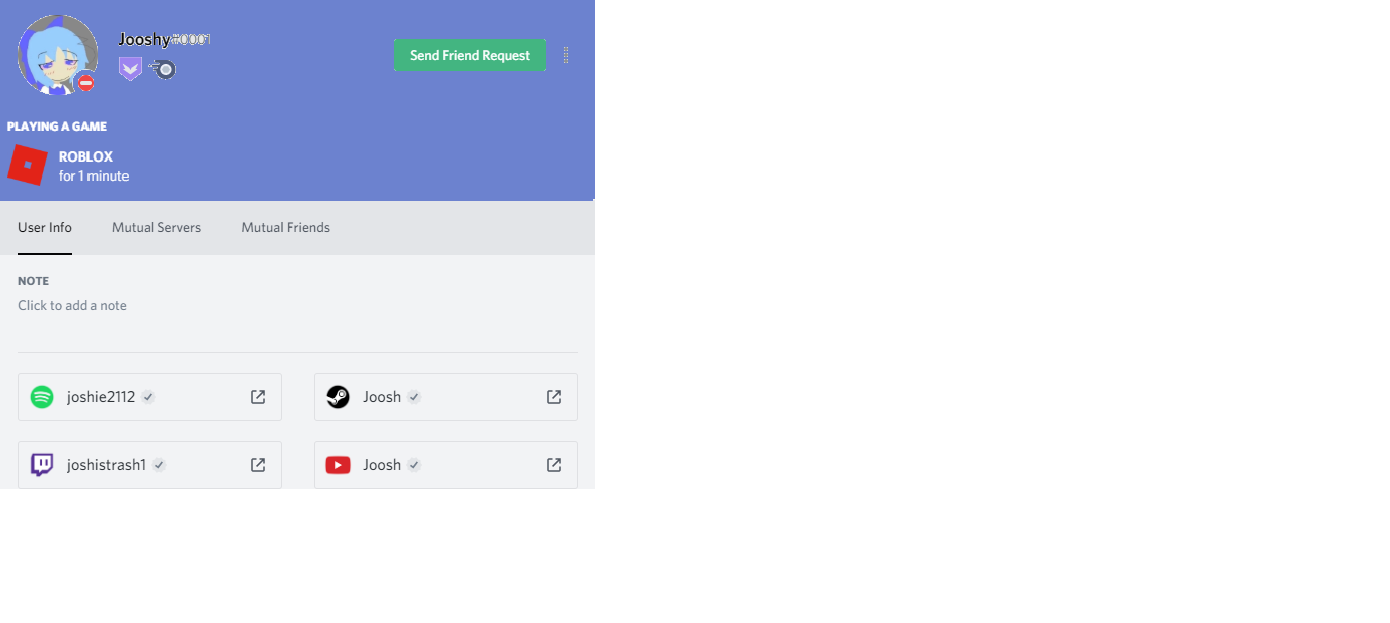 Jooshy#0001
Send Friend Request
PLAYING A GAME
ROBLOX
for 1 minute
User Info
Mutual Servers
Mutual Friends
NOTE
Click to add a note
joshie2112
Joosh
joshistrash1
Joosh